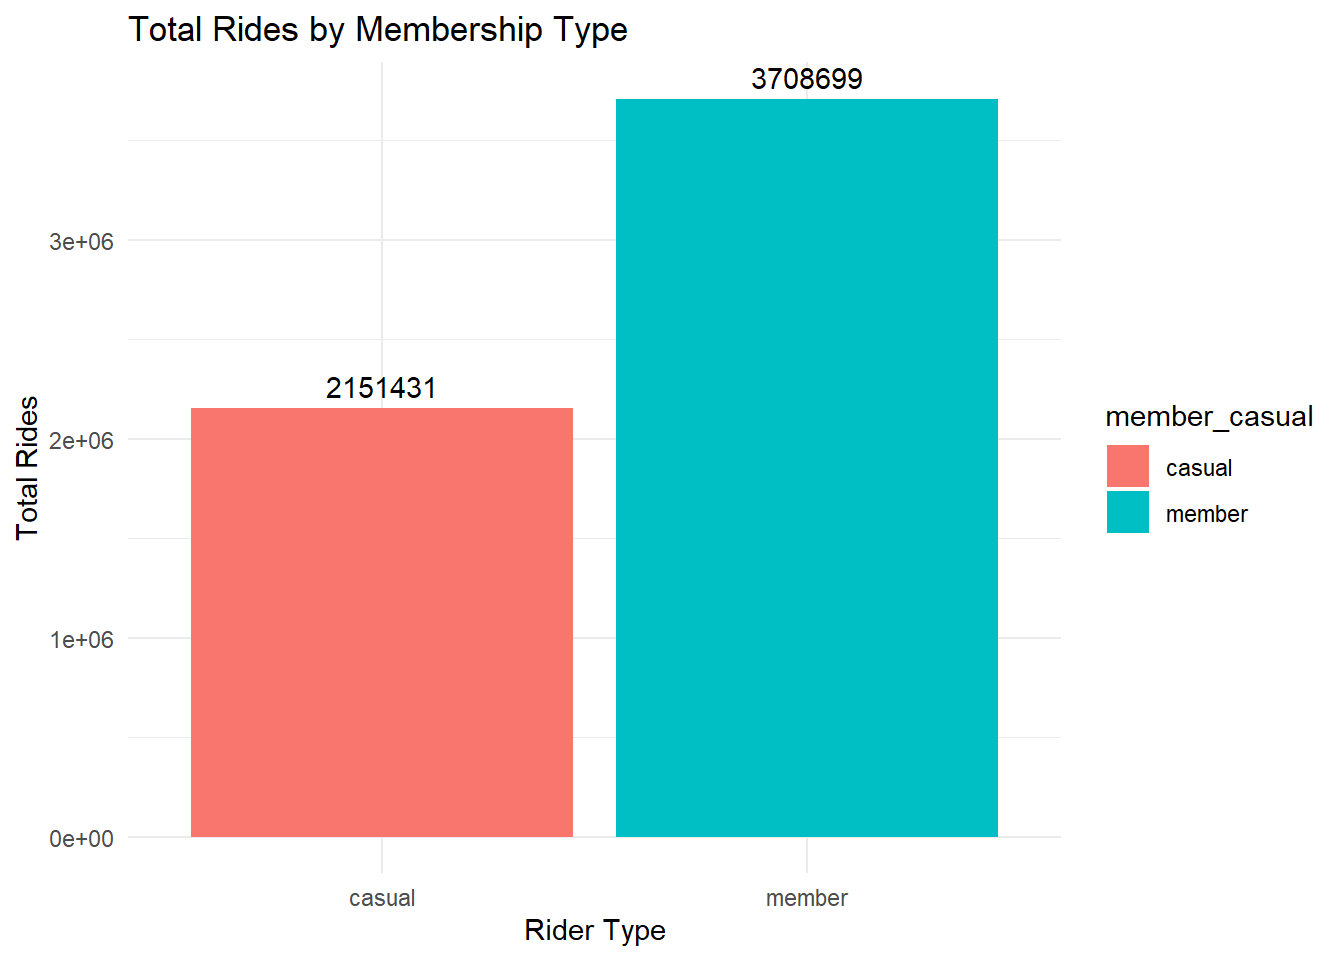 Total Rides by Membership Type
3708699
2151431
3e+06
2e+06
1e+06
0e+00
Total Rides
casual
member
Rider Type
member_casual
casual
member